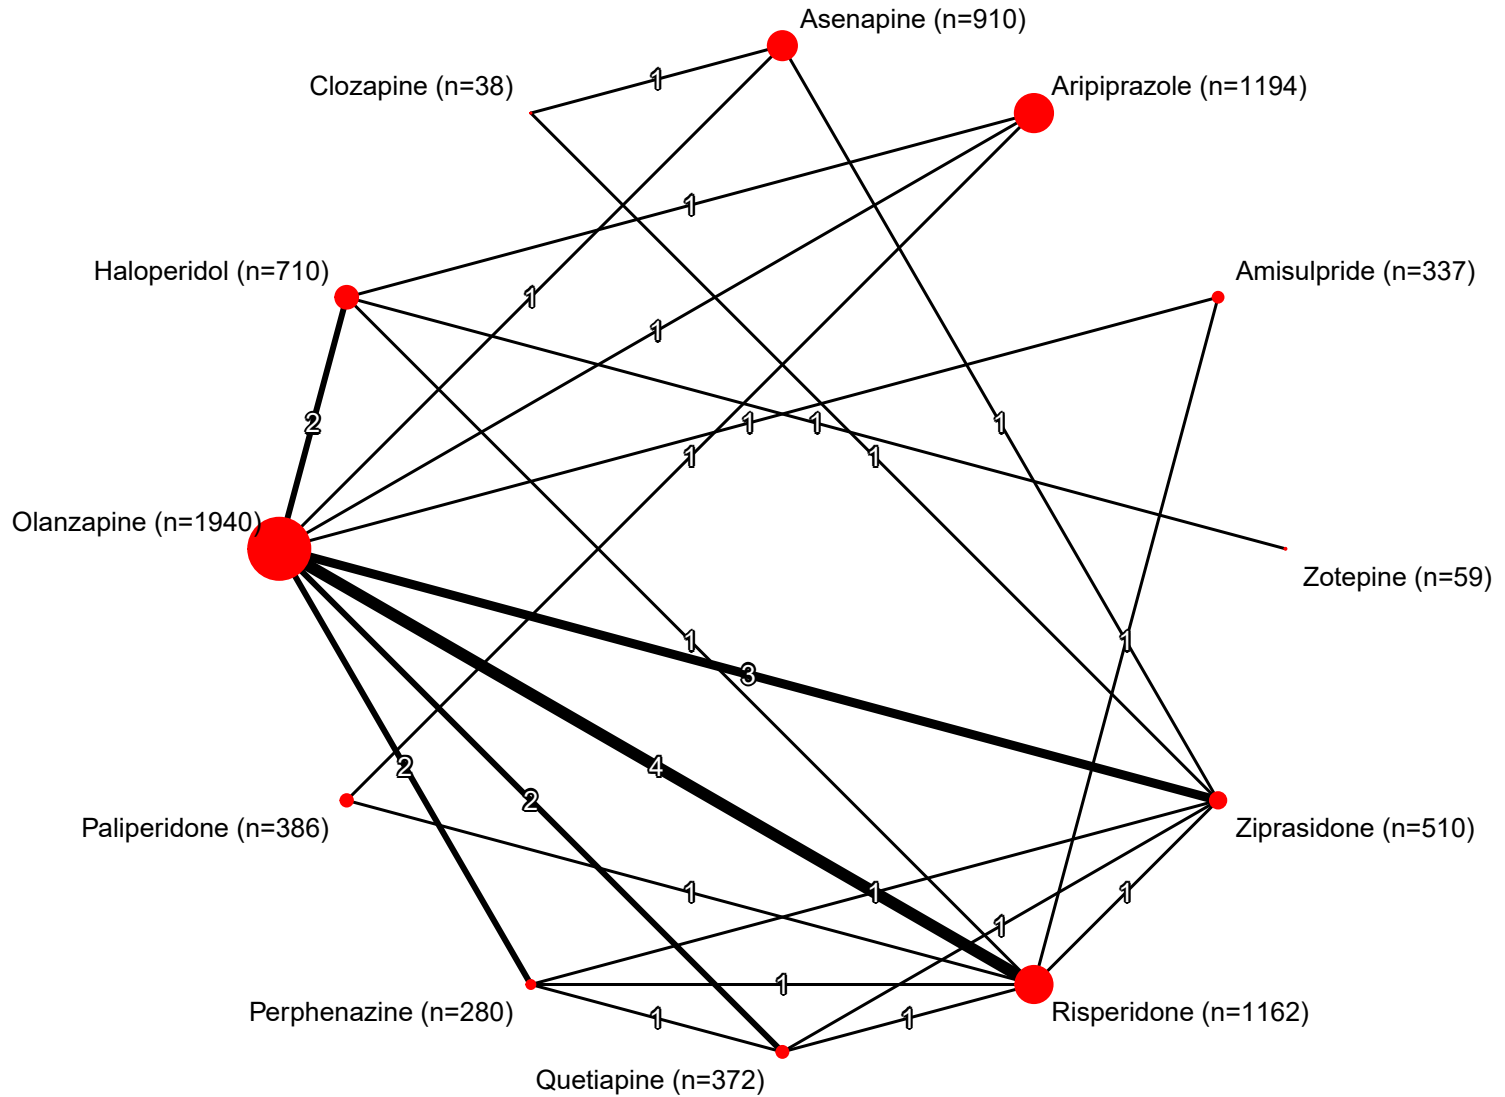 Asenapine (n=910)
Clozapine (n=38)
1
Aripiprazole (n=1194)
1
Haloperidol (n=710)
1
Amisulpride (n=337)
1
2
1
1
1
1
1
Olanzapine (n=1940)
Zotepine (n=59)
1
1
3
4
2
2
Paliperidone (n=386)
Ziprasidone (n=510)
1
1
1
1
1
Perphenazine (n=280)
1
1
Risperidone (n=1162)
Quetiapine (n=372)